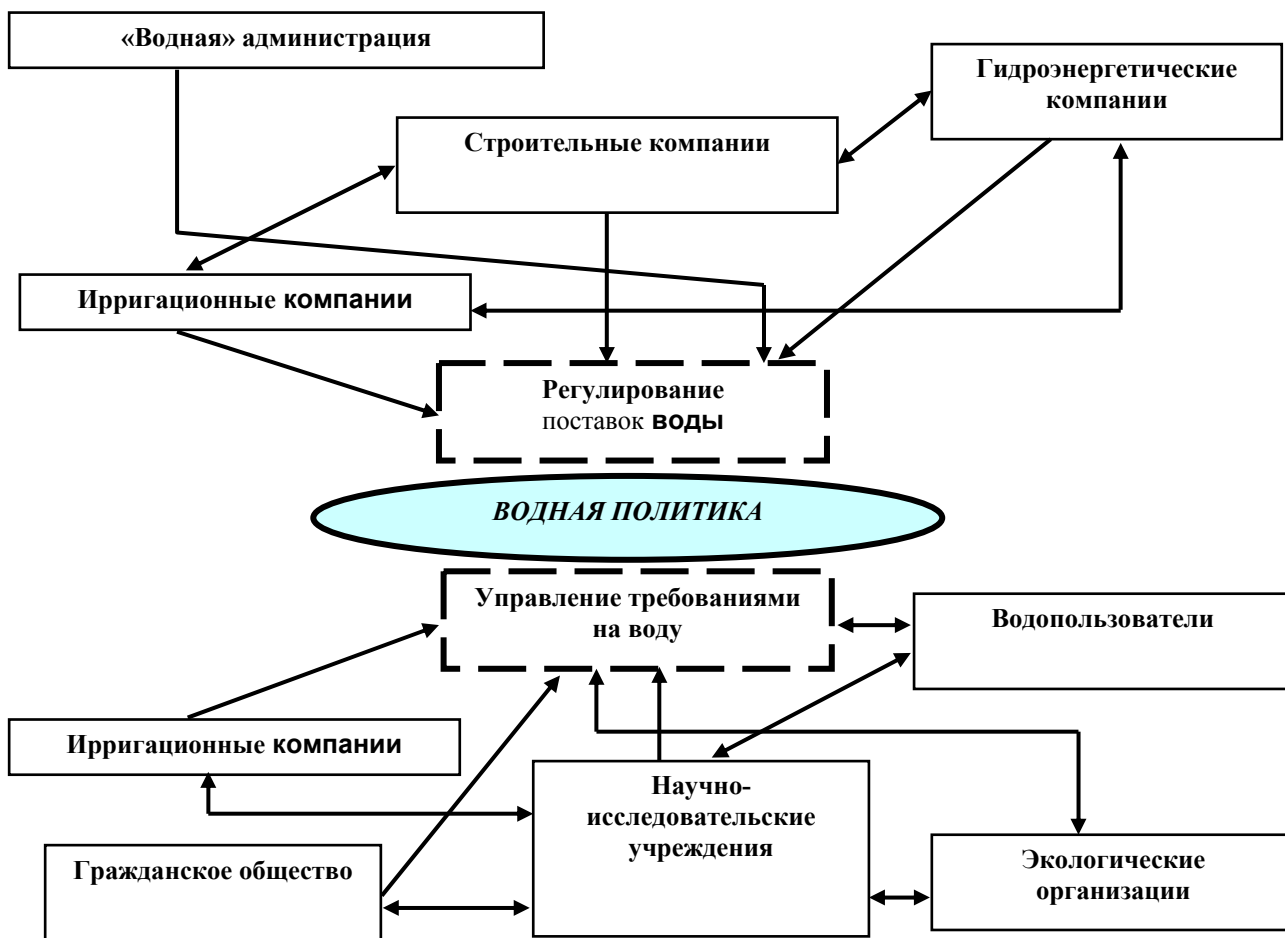 «Водная» администрация
Гидроэнергетические
компании
Строительные компании
Ирригационные компании
Регулирование
поставок воды
ВОДНАЯ ПОЛИТИКА
Управление требованиями
на воду
Водопользователи
Ирригационные компании
Научно-
исследовательские
учреждения
Гражданское общество
Экологические
организации